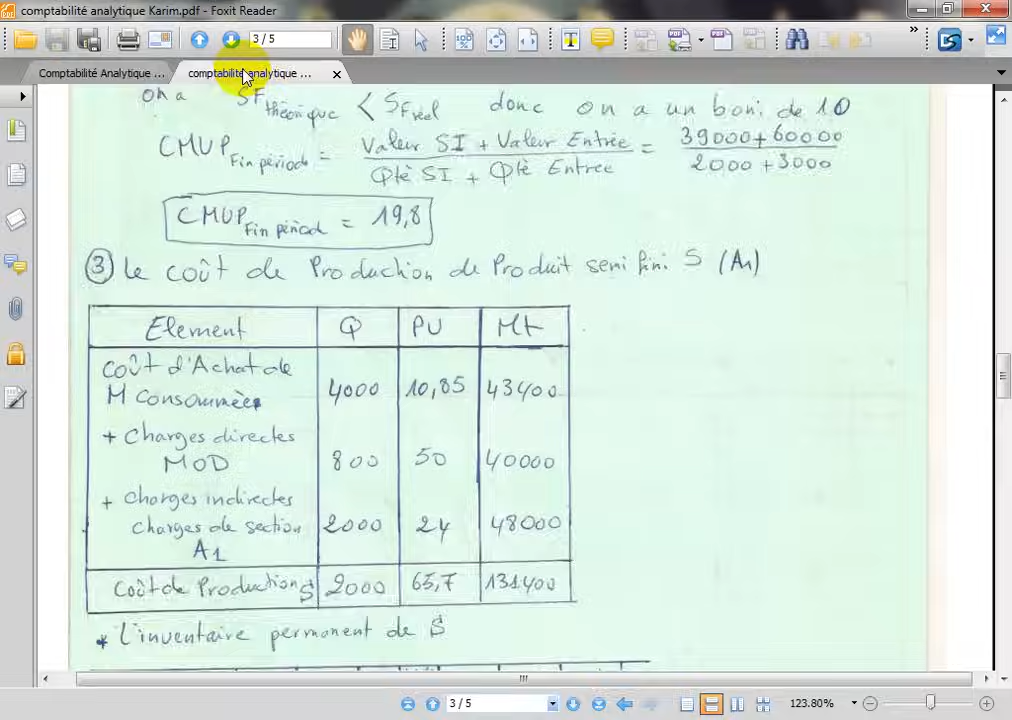 comptabilité analytique Karim.pdf - Foxit Reader
3 / 5
Comptabilité Analytique ...
comptabilité analytique ...
on a SF théorique < SF réel donc on a un boni de 10
CMUP Fin période = Valeur SI + Valeur Entrée / Qté SI + Qté Entrée = 39000+60000 / 2000+3000
CMUP Fin période = 19,8
③ Le coût de Production de Produit semi fini S (A1)
Element Q PU Mt
Coût d'Achat de
M Consommée 4000 10,85 43400
+ Charges directes
MOD 800 50 40000
+ Charges indirectes
charges de section 2000 24 48000
A1
Coût de Production S 2000 65,7 131400
* L'inventaire permanent de S
3 / 5
123.80%